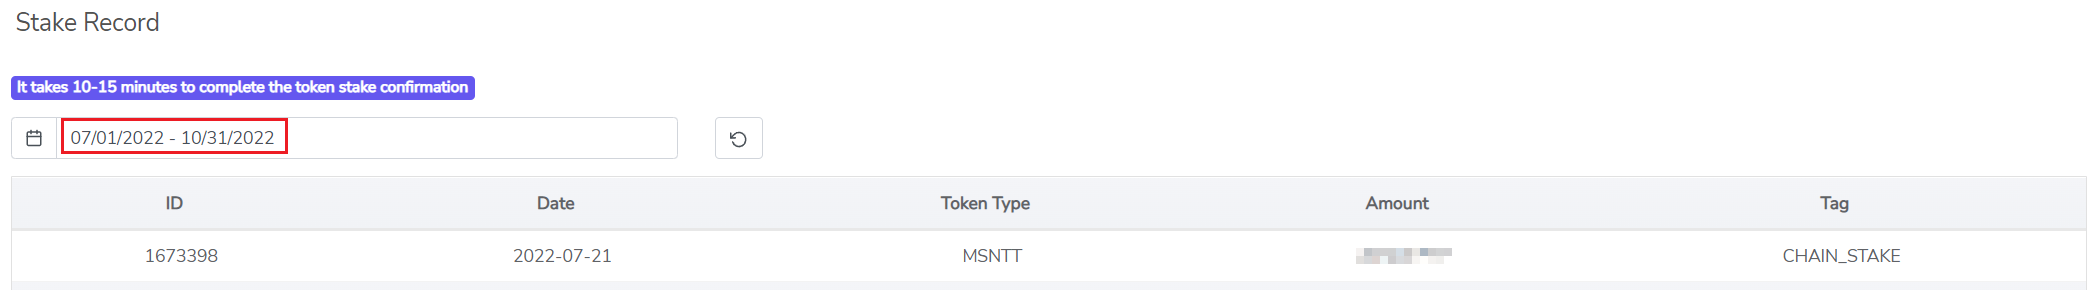 Stake Record
It takes 10-15 minutes to complete the token stake confirmation
07/01/2022 - 10/31/2022
ID Date Token Type Amount Tag
1673398 2022-07-21 MSNTT CHAIN_STAKE